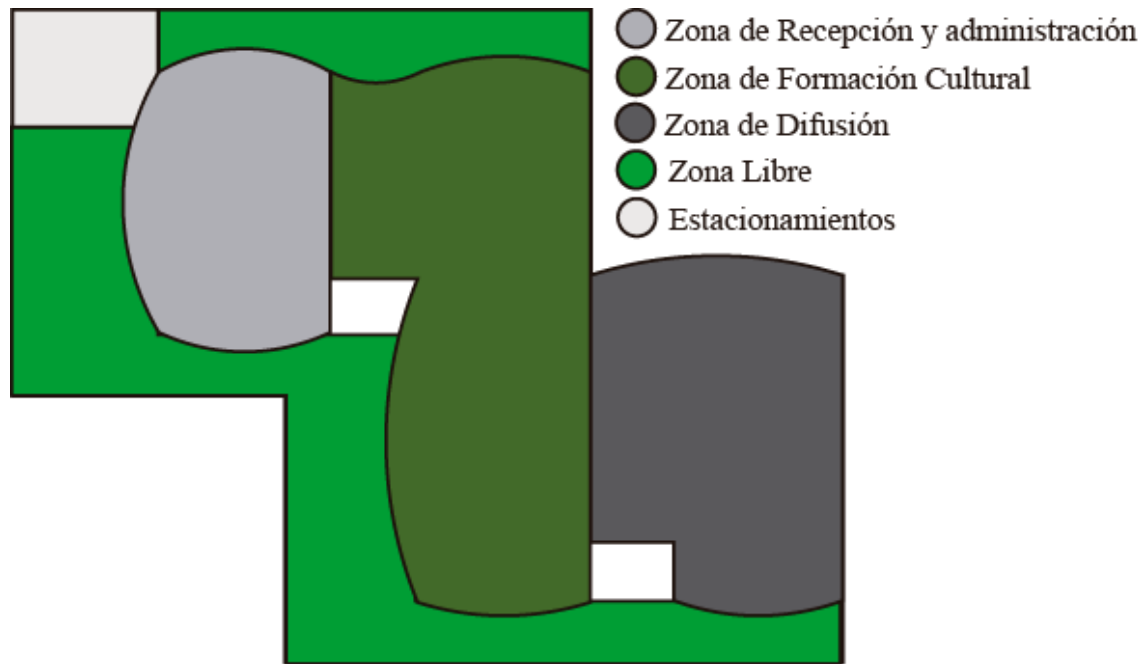 Zona de Recepción y administración
Zona de Formación Cultural
Zona de Difusión
Zona Libre
Estacionamientos